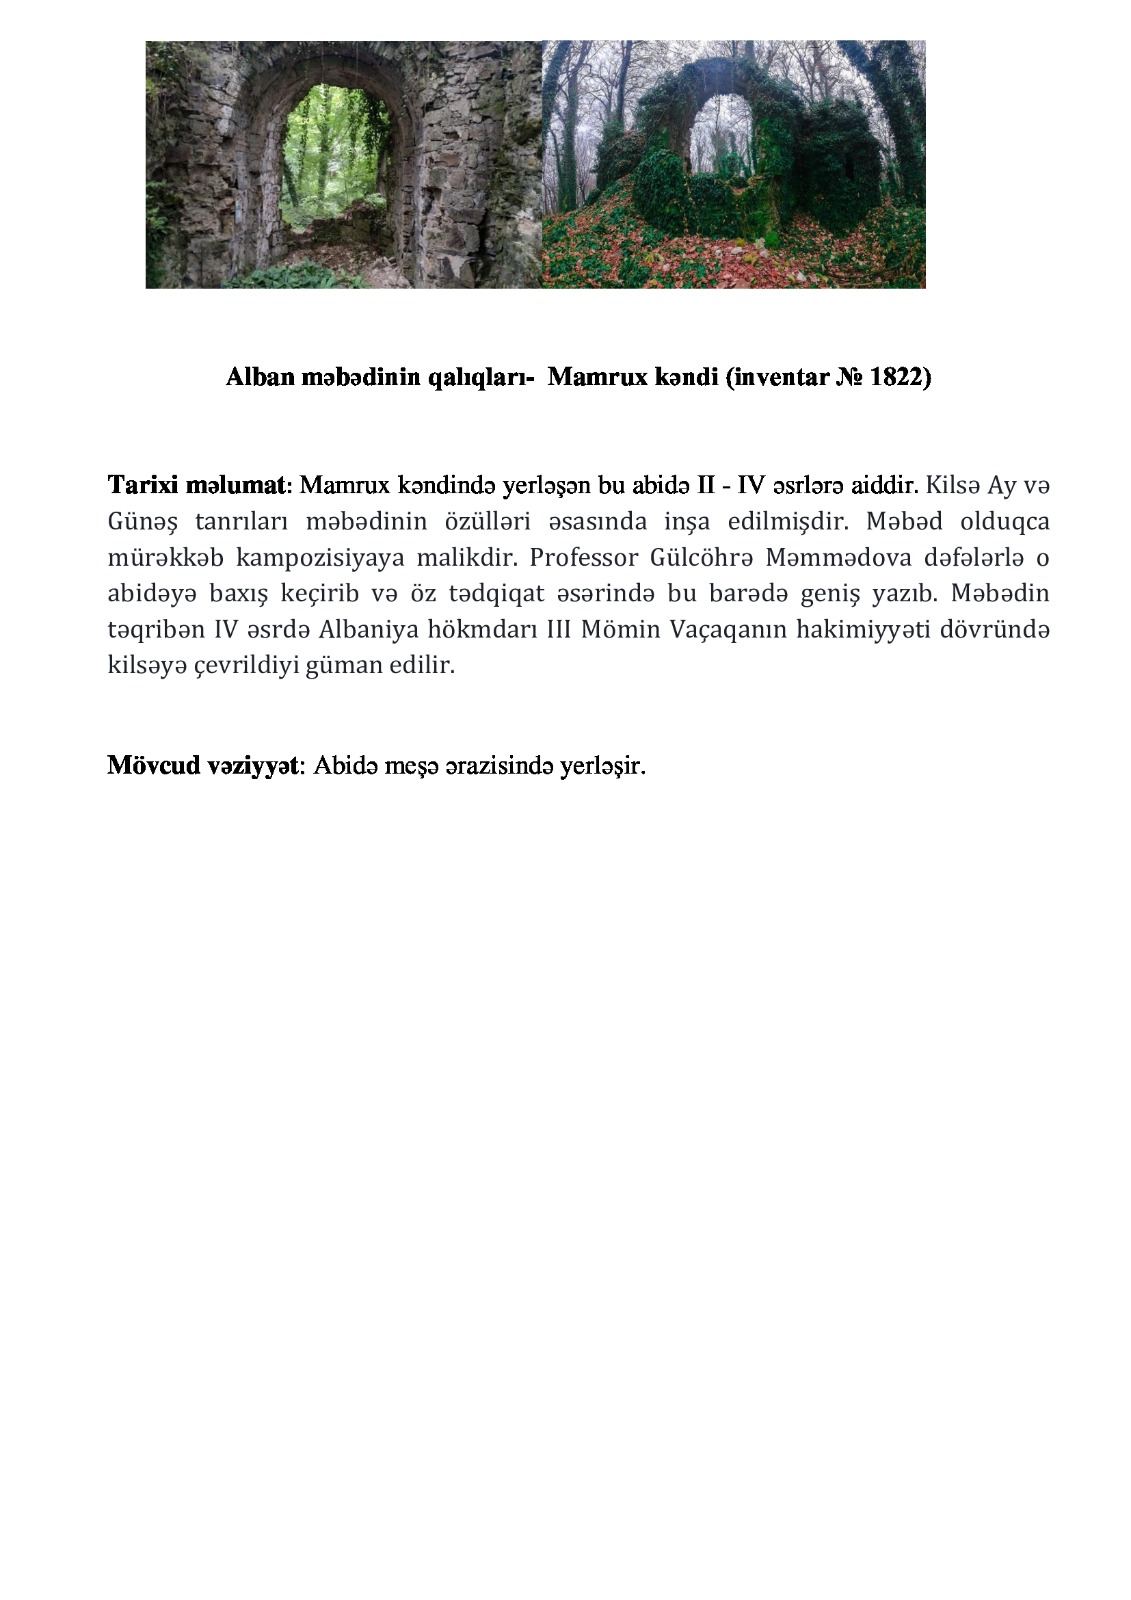 Alban məbədinin qalıqları-  Mamrux kəndi (inventar № 1822)
Tarixi məlumat: Mamrux kəndində yerləşən bu abidə II - IV əsrlərə aiddir. Kilsə Ay və
Günəş tanrıları məbədinin özülləri əsasında inşa edilmişdir. Məbəd olduqca
mürəkkəb kampozisiyaya malikdir. Professor Gülcöhrə Məmmədova dəfələrlə o
abidəyə baxış keçirib və öz tədqiqat əsərində bu barədə geniş yazıb. Məbədin
təqribən IV əsrdə Albaniya hökmdarı III Mömin Vaçaqanın hakimiyyəti dövründə
kilsəyə çevrildiyi güman edilir.
Mövcud vəziyyət: Abidə meşə ərazisində yerləşir.